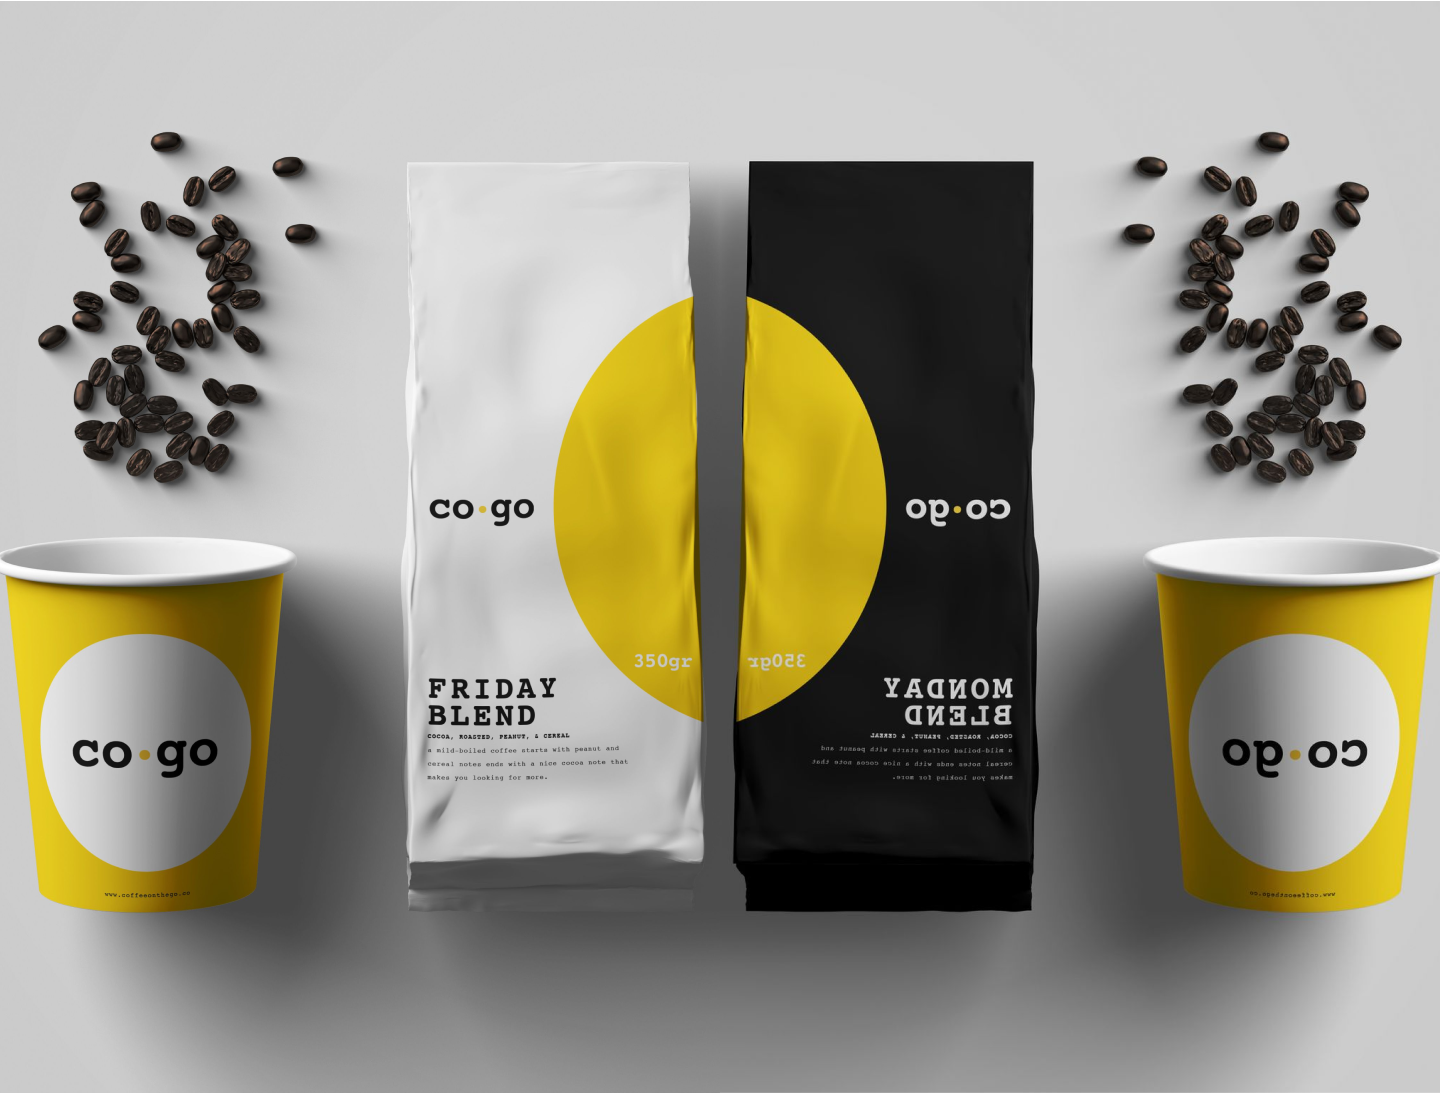 co·go
350gr
FRIDAY
BLEND
COCOA, ROASTED, PEANUT, & CEREAL
a mild-boiled coffee starts with peanut and
cereal notes ends with a nice cocoa note that
makes you looking for more.
co·go
350gr
MONDAY
BLEND
COCOA, ROASTED, PEANUT, & CEREAL
a mild-boiled coffee starts with peanut and
cereal notes ends with a nice cocoa note that
makes you looking for more.
co·go
www.coffeeonthego.co
co·go
www.coffeeonthego.co